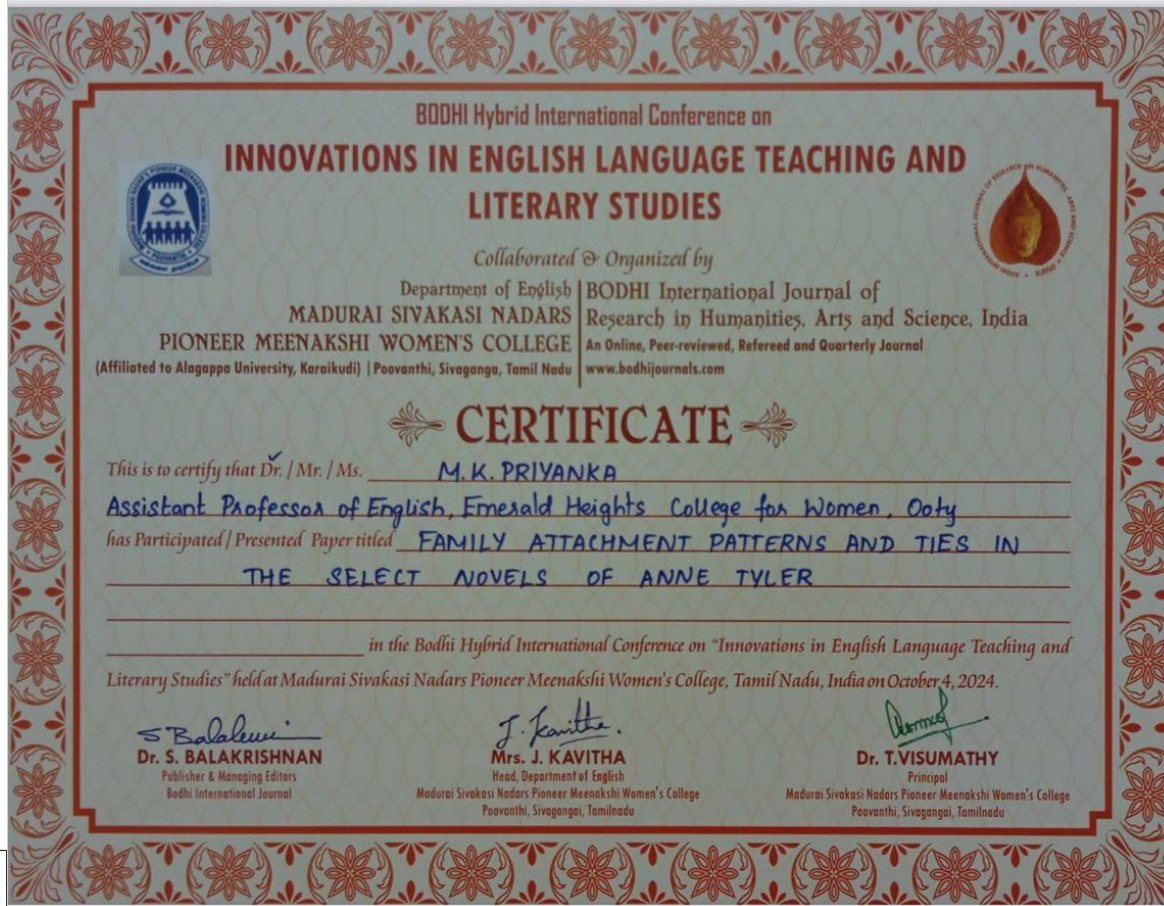 BODHI Hybrid International Conference on
INNOVATIONS IN ENGLISH LANGUAGE TEACHING AND
LITERARY STUDIES
Collaborated & Organized by
Department of English
MADURAI SIVAKASI NADARS
PIONEER MEENAKSHI WOMEN'S COLLEGE
(Affiliated to Alagappa University, Karaikudi) | Poovanthi, Sivaganga, Tamil Nadu
BODHI International Journal of
Research in Humanities, Arts and Science, India
An Online, Peer-reviewed, Refereed and Quarterly Journal
www.bodhijournals.com
CERTIFICATE
This is to certify that Dr. / Mr. / Ms. M.K. PRIYANKA
Assistant Professor of English, Emerald Heights College for Women, Ooty
has Participated / Presented Paper titled FAMILY ATTACHMENT PATTERNS AND TIES IN
THE SELECT NOVELS OF ANNE TYLER
in the Bodhi Hybrid International Conference on "Innovations in English Language Teaching and
Literary Studies" held at Madurai Sivakasi Nadars Pioneer Meenakshi Women's College, Tamil Nadu, India on October 4, 2024.
J. Kavitha.
Dr. S. BALAKRISHNAN
Publisher & Managing Editors
Bodhi International Journal
Mrs. J. KAVITHA
Head, Department of English
Madurai Sivakasi Nadars Pioneer Meenakshi Women's College
Poovanthi, Sivagangai, Tamilnadu
Dr. T.VISUMATHY
Principal
Madurai Sivakasi Nadars Pioneer Meenakshi Women's College
Poovanthi, Sivagangai, Tamilnadu